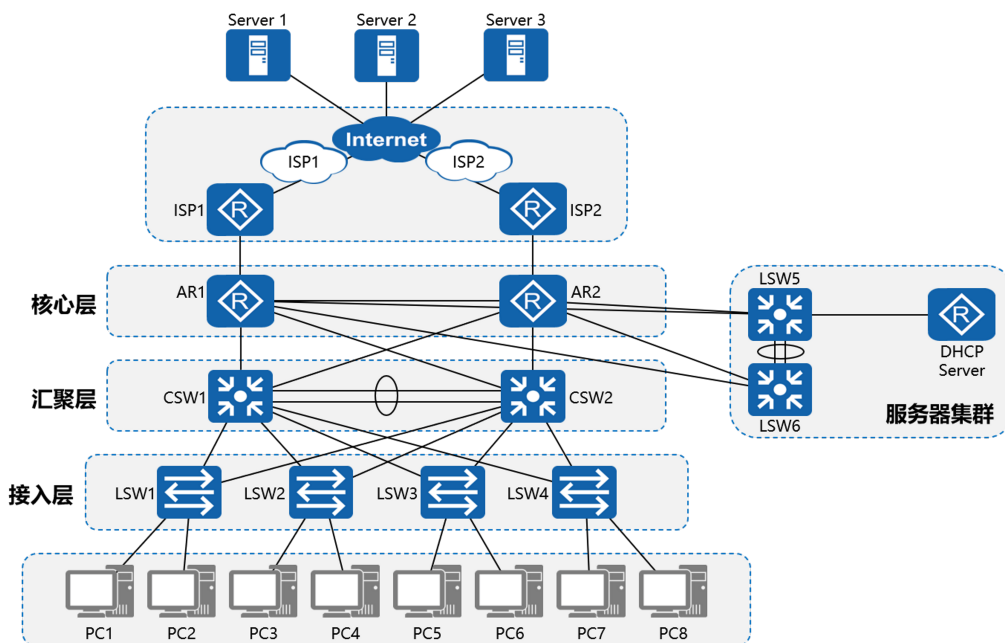 Server 1
Server 2
Server 3
Internet
ISP1
ISP2
ISP1
ISP2
核心层
AR1
AR2
LSW5
DHCP
Server
LSW6
服务器集群
汇聚层
CSW1
CSW2
接入层
LSW1
LSW2
LSW3
LSW4
PC1
PC2
PC3
PC4
PC5
PC6
PC7
PC8
R
R
R
R
R